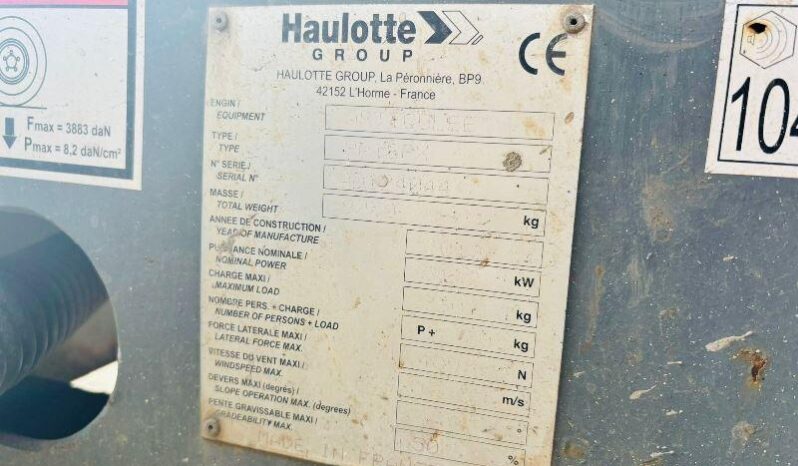 Haulotte
GROUP
HAULOTTE GROUP, La Péronnière, BP9
42152 L'Horme - France
CE
Fmax = 3883 daN
Pmax = 8,2 daN/cm²
104
ENGIN /
EQUIPMENT
TYPE /
TYPE
N° SERIE /
SERIAL N°
MASSE /
TOTAL WEIGHT
kg
ANNEE DE CONSTRUCTION /
YEAR OF MANUFACTURE
PUISSANCE NOMINALE /
NOMINAL POWER
kW
CHARGE MAXI /
MAXIMUM LOAD
kg
NOMBRE PERS. + CHARGE /
NUMBER OF PERSONS + LOAD
P + kg
FORCE LATERALE MAXI /
LATERAL FORCE MAX.
N
VITESSE DU VENT MAXI /
WINDSPEED MAX.
m/s
DEVERS MAXI (degrés) /
SLOPE OPERATION MAX. (degrees)
°
PENTE GRAVISSABLE MAXI /
GRADEABILITY MAX.
%
MADE IN